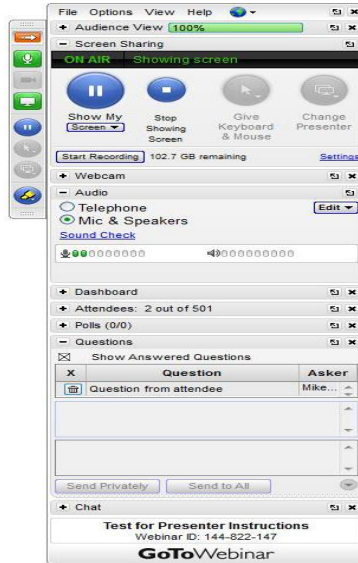 File Options View Help
Audience View 100%
Screen Sharing
ON AIR Showing screen
Show My
Screen
Stop
Showing
Screen
Give
Keyboard
& Mouse
Change
Presenter
Start Recording 102.7 GB remaining Settings
Webcam
Audio
Telephone
Edit
Mic & Speakers
Sound Check
Dashboard
Attendees: 2 out of 501
Polls (0/0)
Questions
Show Answered Questions
X Question Asker
Question from attendee Mike...
Send Privately Send to All
Chat
Test for Presenter Instructions
Webinar ID: 144-822-147
GoToWebinar